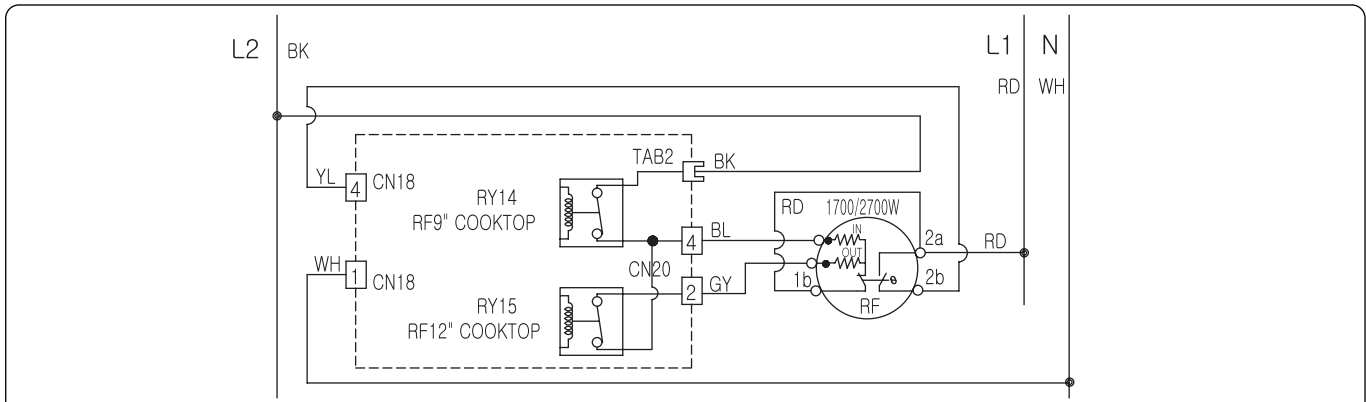 L2 BK
L1 N
RD WH
TAB2 BK
YL 4 CN18
RY14
RF9" COOKTOP
RD 1700/2700W
IN
BL
4
2a RD
OUT
WH 1 CN18
CN20
2 GY
1b θ 2b
RF
RY15
RF12" COOKTOP